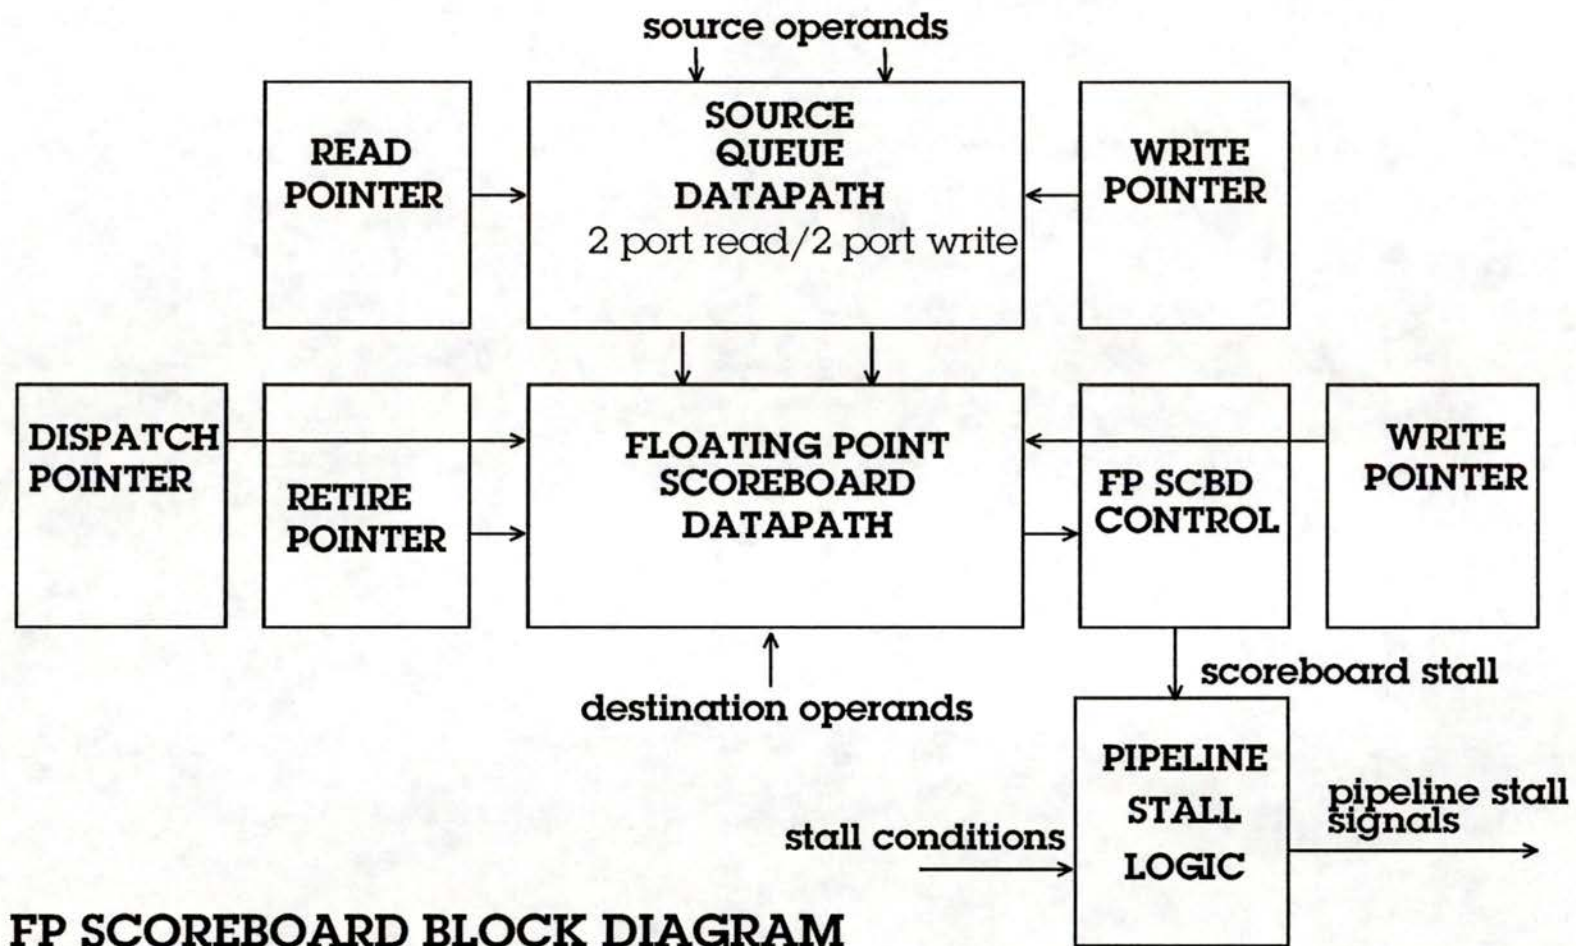 source operands
READ
POINTER
SOURCE
QUEUE
DATAPATH
2 port read/2 port write
WRITE
POINTER
DISPATCH
POINTER
RETIRE
POINTER
FLOATING POINT
SCOREBOARD
DATAPATH
FP SCBD
CONTROL
WRITE
POINTER
scoreboard stall
destination operands
PIPELINE
STALL
LOGIC
stall conditions
pipeline stall
signals
FP SCOREBOARD BLOCK DIAGRAM